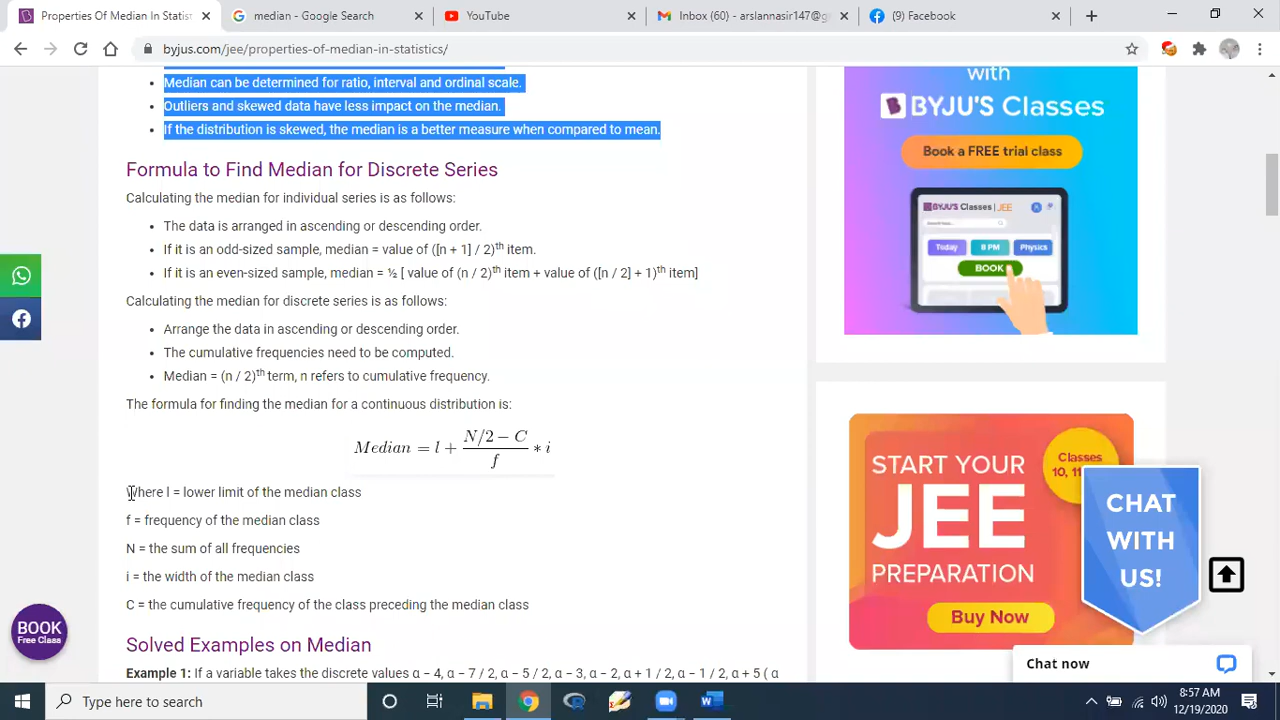 Properties Of Median In Statist
median - Google Search
YouTube
Inbox (60) - arslannasir147@g
(9) Facebook
byjus.com/jee/properties-of-median-in-statistics/
Median can be determined for ratio, interval and ordinal scale.
Outliers and skewed data have less impact on the median.
If the distribution is skewed, the median is a better measure when compared to mean.
Formula to Find Median for Discrete Series
Calculating the median for individual series is as follows:
The data is arranged in ascending or descending order.
If it is an odd-sized sample, median = value of ([n + 1] / 2)th item.
If it is an even-sized sample, median = ½ [ value of (n / 2)th item + value of ([n / 2] + 1)th item]
Calculating the median for discrete series is as follows:
Arrange the data in ascending or descending order.
The cumulative frequencies need to be computed.
Median = (n / 2)th term, n refers to cumulative frequency.
The formula for finding the median for a continuous distribution is:
Median = l + (N/2 − C)/f * i
Where l = lower limit of the median class
f = frequency of the median class
N = the sum of all frequencies
i = the width of the median class
C = the cumulative frequency of the class preceding the median class
Solved Examples on Median
Example 1: If a variable takes the discrete values α − 4, α − 7 / 2, α − 5 / 2, α − 3, α − 2, α + 1 / 2, α − 1 / 2, α + 5 ( α
with
BYJU'S Classes
Book a FREE trial class
BYJU'S Classes | JEE
Today
8 PM
Physics
BOOK
START YOUR
JEE
PREPARATION
Buy Now
Classes
10, 11
CHAT
WITH
US!
BOOK
Free Class
Chat now
Type here to search
8:57 AM
12/19/2020